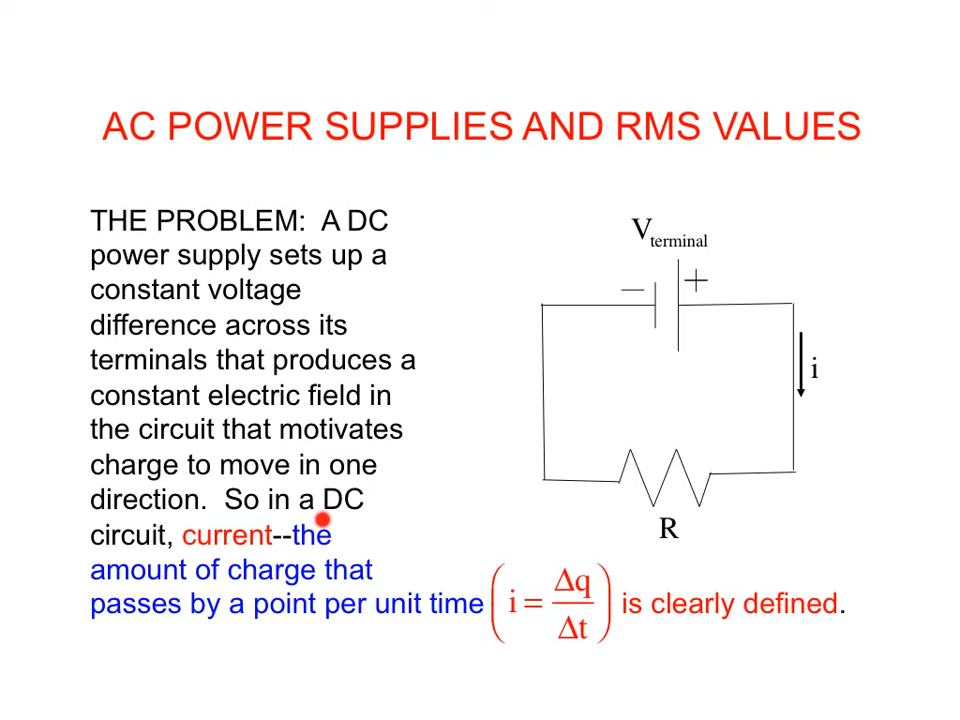 AC POWER SUPPLIES AND RMS VALUES
THE PROBLEM: A DC
power supply sets up a
constant voltage
difference across its
terminals that produces a
constant electric field in
the circuit that motivates
charge to move in one
direction. So in a DC
circuit, current--the
amount of charge that
passes by a point per unit time (i = Δq/Δt) is clearly defined.
Vterminal
− +
i
R